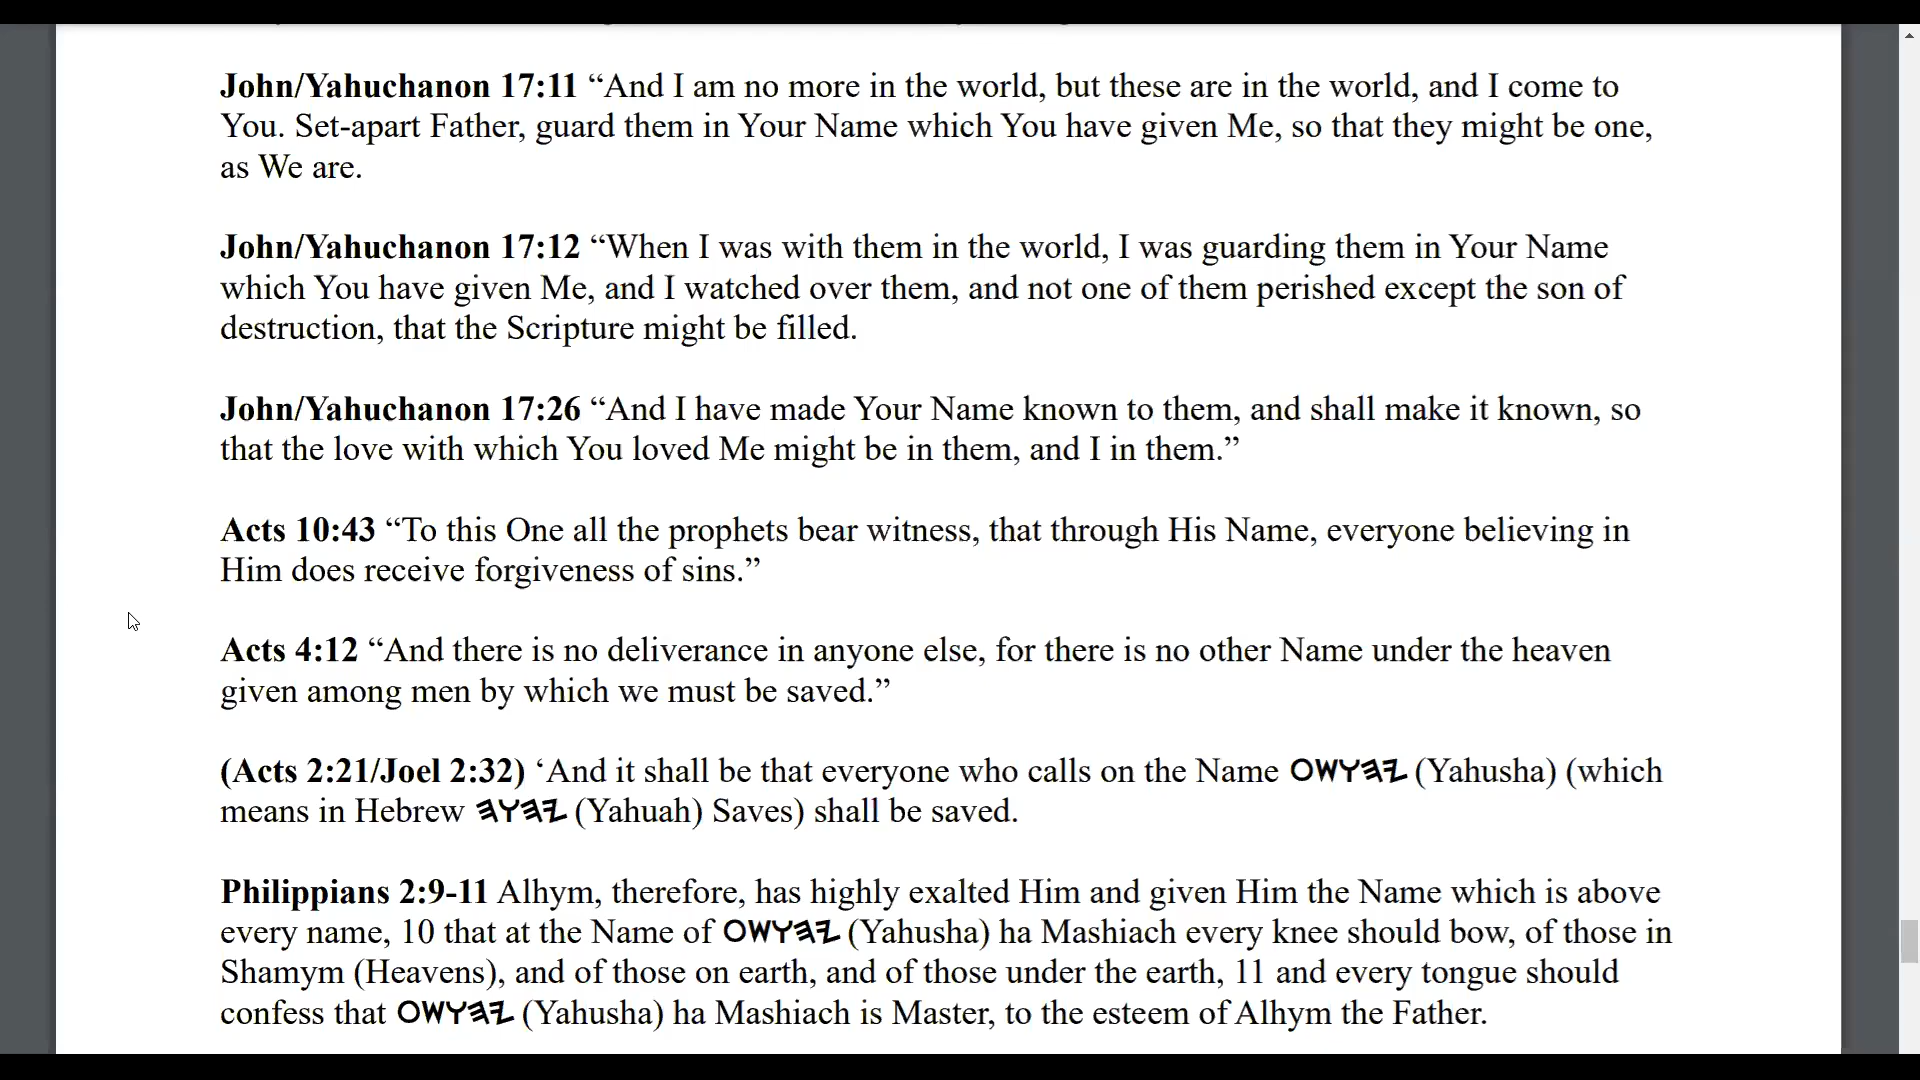 John/Yahuchanon 17:11 “And I am no more in the world, but these are in the world, and I come to
You. Set-apart Father, guard them in Your Name which You have given Me, so that they might be one,
as We are.
John/Yahuchanon 17:12 “When I was with them in the world, I was guarding them in Your Name
which You have given Me, and I watched over them, and not one of them perished except the son of
destruction, that the Scripture might be filled.
John/Yahuchanon 17:26 “And I have made Your Name known to them, and shall make it known, so
that the love with which You loved Me might be in them, and I in them.”
Acts 10:43 “To this One all the prophets bear witness, that through His Name, everyone believing in
Him does receive forgiveness of sins.”
Acts 4:12 “And there is no deliverance in anyone else, for there is no other Name under the heaven
given among men by which we must be saved.”
(Acts 2:21/Joel 2:32) ‘And it shall be that everyone who calls on the Name 𐤉𐤄𐤅𐤔𐤏 (Yahusha) (which
means in Hebrew 𐤉𐤄𐤅𐤄 (Yahuah) Saves) shall be saved.
Philippians 2:9-11 Alhym, therefore, has highly exalted Him and given Him the Name which is above
every name, 10 that at the Name of 𐤉𐤄𐤅𐤔𐤏 (Yahusha) ha Mashiach every knee should bow, of those in
Shamym (Heavens), and of those on earth, and of those under the earth, 11 and every tongue should
confess that 𐤉𐤄𐤅𐤔𐤏 (Yahusha) ha Mashiach is Master, to the esteem of Alhym the Father.